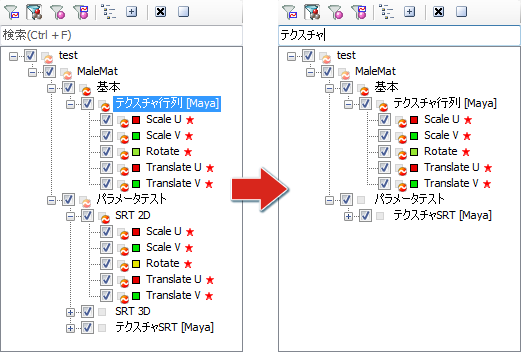 検索(Ctrl + F)
test
MaleMat
基本
テクスチャ行列 [Maya]
Scale U
Scale V
Rotate
Translate U
Translate V
パラメータテスト
SRT 2D
Scale U
Scale V
Rotate
Translate U
Translate V
SRT 3D
テクスチャSRT [Maya]
テクスチャ
test
MaleMat
基本
テクスチャ行列 [Maya]
Scale U
Scale V
Rotate
Translate U
Translate V
パラメータテスト
テクスチャSRT [Maya]